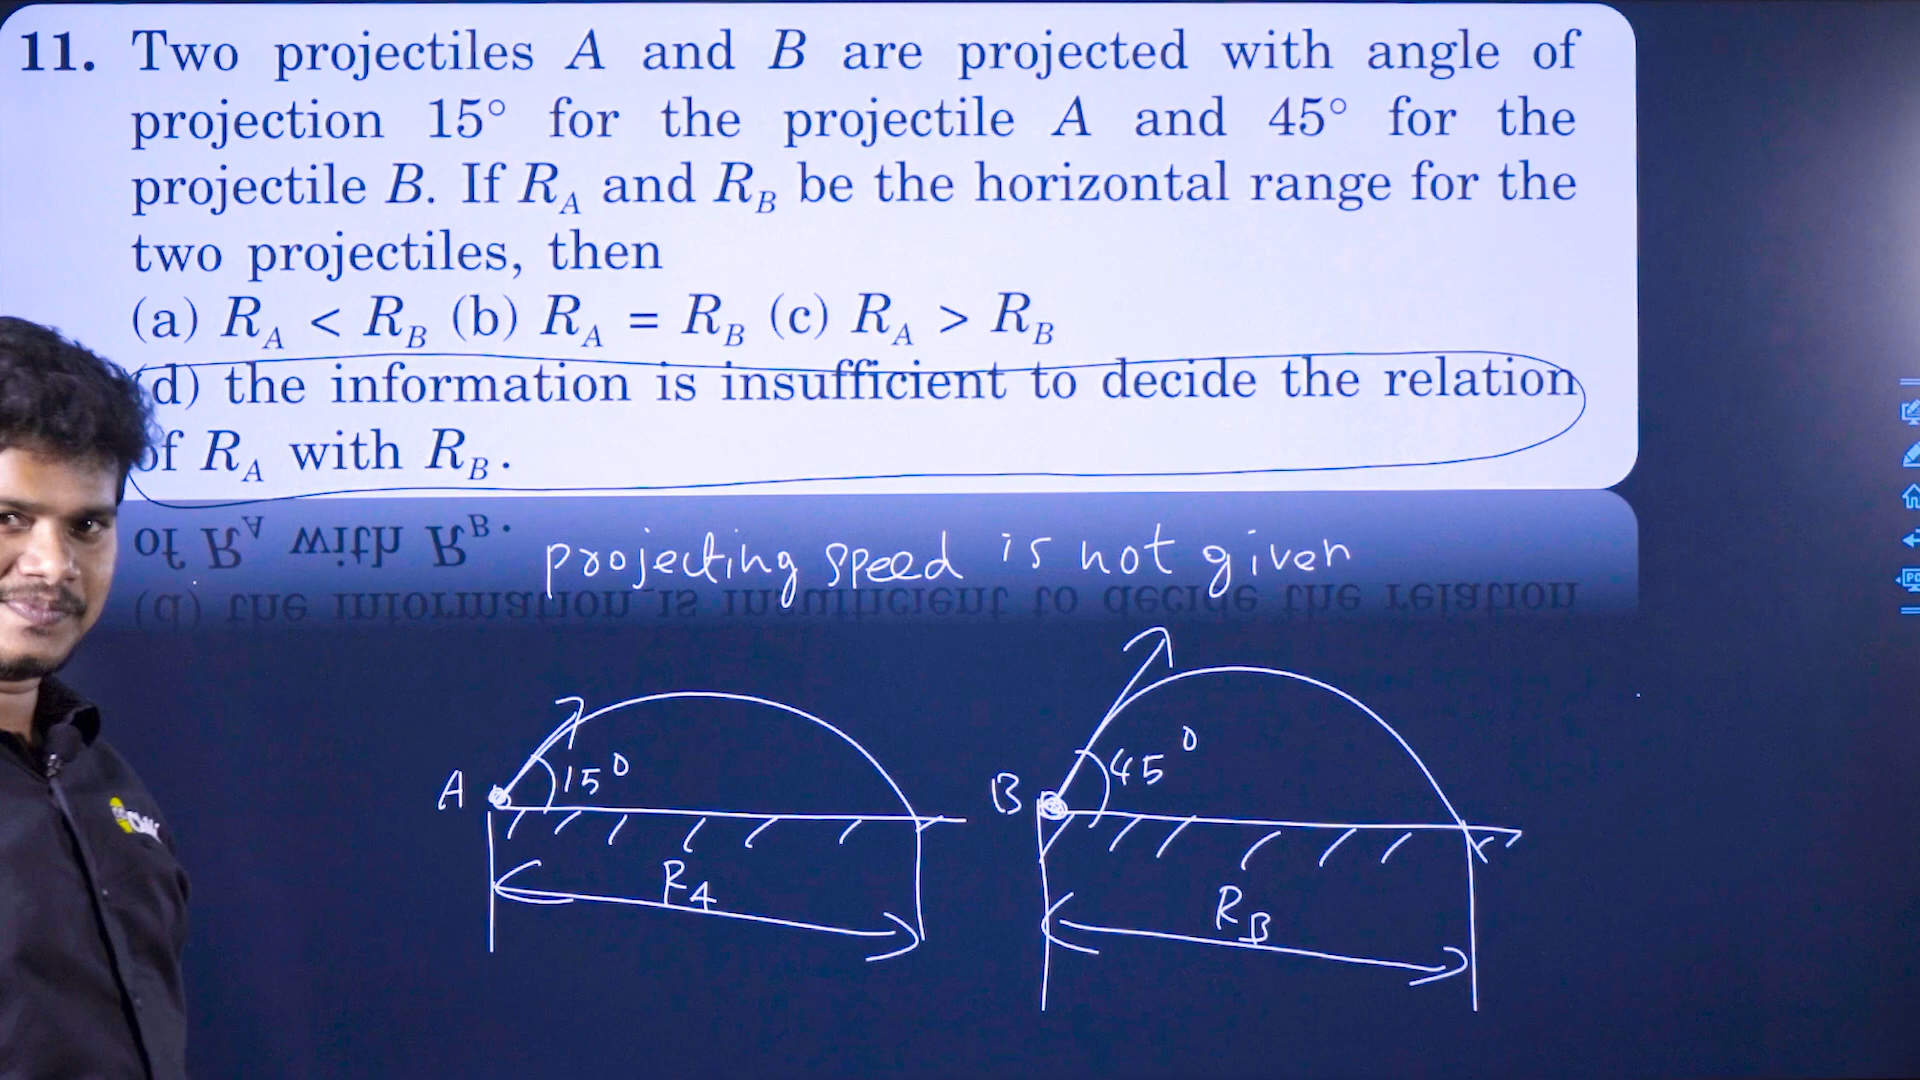 11. Two projectiles A and B are projected with angle of
projection 15° for the projectile A and 45° for the
projectile B. If R_A and R_B be the horizontal range for the
two projectiles, then
(a) R_A < R_B (b) R_A = R_B (c) R_A > R_B
(d) the information is insufficient to decide the relation
of R_A with R_B.
projecting speed is not given
A 15°
B 45°
R_A
R_B